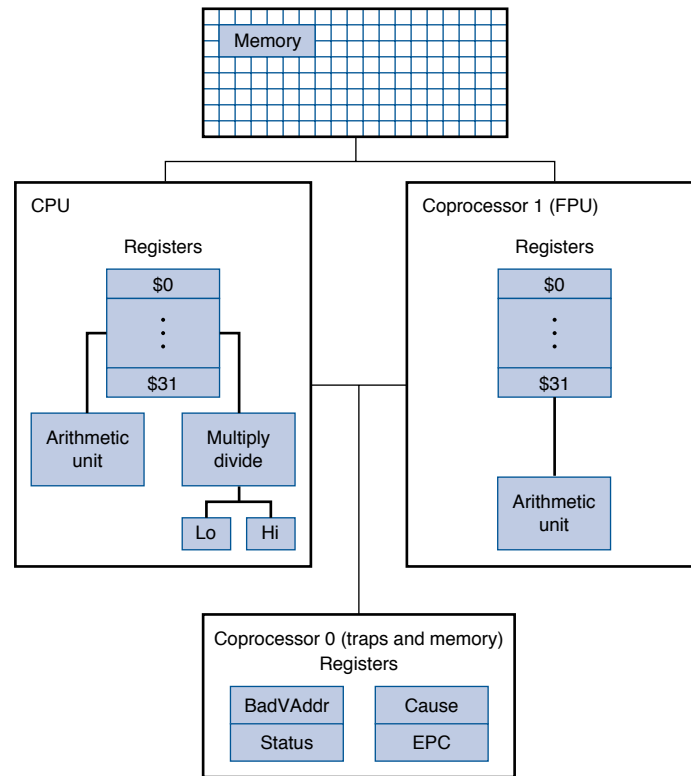 Memory
CPU
Registers
$0
$31
Arithmetic
unit
Multiply
divide
Lo
Hi
Coprocessor 1 (FPU)
Registers
$0
$31
Arithmetic
unit
Coprocessor 0 (traps and memory)
Registers
BadVAddr
Status
Cause
EPC